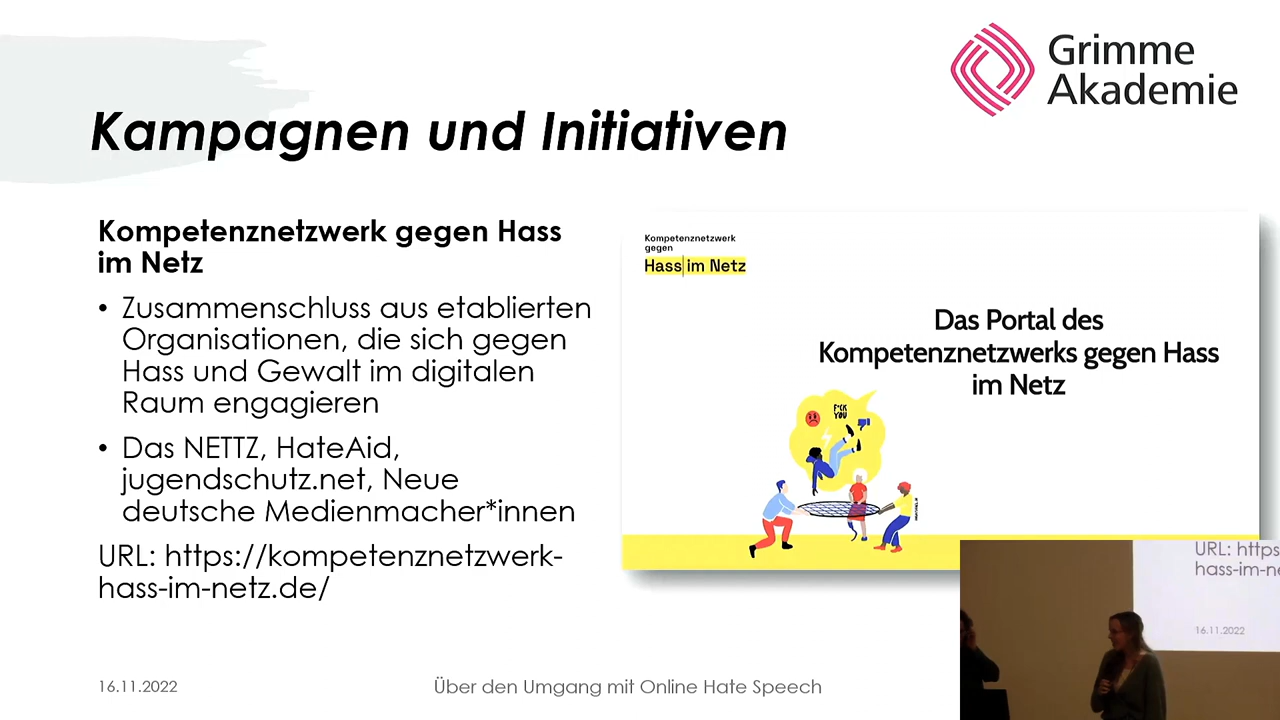 Grimme
Akademie
Kampagnen und Initiativen
Kompetenznetzwerk gegen Hass
im Netz
• Zusammenschluss aus etablierten
Organisationen, die sich gegen
Hass und Gewalt im digitalen
Raum engagieren
• Das NETTZ, HateAid,
jugendschutz.net, Neue
deutsche Medienmacher*innen
URL: https://kompetenznetzwerk-
hass-im-netz.de/
Kompetenznetzwerk
gegen
Hass im Netz
Das Portal des
Kompetenznetzwerks gegen Hass
im Netz
F*CK
YOU
16.11.2022
Über den Umgang mit Online Hate Speech
URL: https
hass-im-ne
16.11.2022